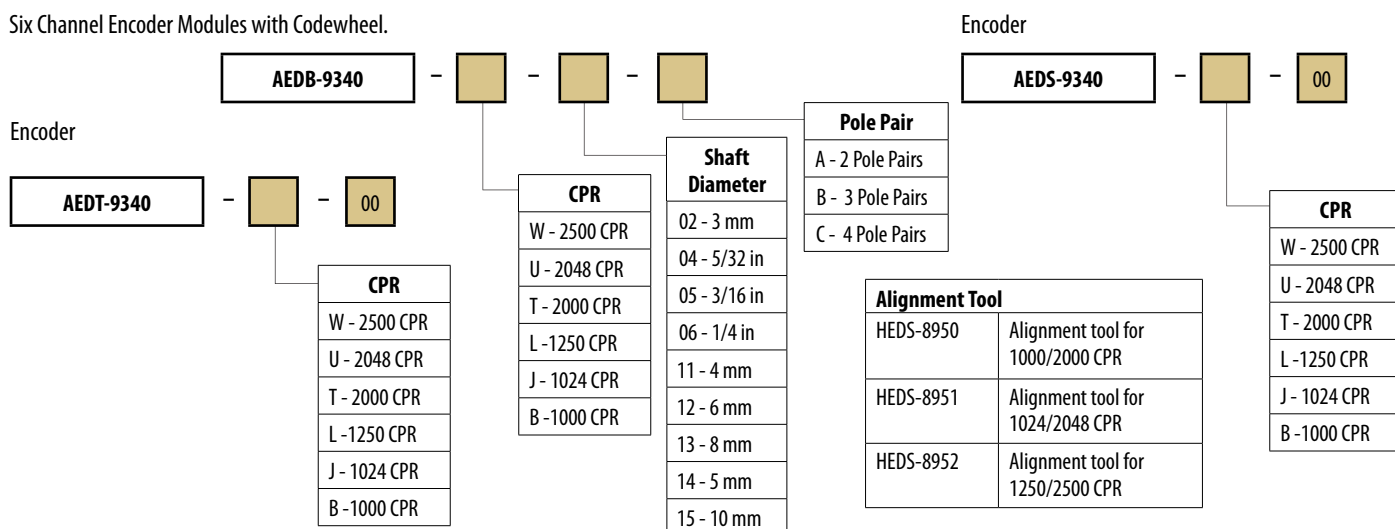 Six Channel Encoder Modules with Codewheel.
AEDB-9340 – – –
Pole Pair
A - 2 Pole Pairs
B - 3 Pole Pairs
C - 4 Pole Pairs
Shaft
Diameter
02 - 3 mm
04 - 5/32 in
05 - 3/16 in
06 - 1/4 in
11 - 4 mm
12 - 6 mm
13 - 8 mm
14 - 5 mm
15 - 10 mm
CPR
W - 2500 CPR
U - 2048 CPR
T - 2000 CPR
L -1250 CPR
J - 1024 CPR
B -1000 CPR
Encoder
AEDT-9340 – – 00
CPR
W - 2500 CPR
U - 2048 CPR
T - 2000 CPR
L -1250 CPR
J - 1024 CPR
B -1000 CPR
Encoder
AEDS-9340 – – 00
CPR
W - 2500 CPR
U - 2048 CPR
T - 2000 CPR
L -1250 CPR
J - 1024 CPR
B -1000 CPR
Alignment Tool
HEDS-8950 Alignment tool for
1000/2000 CPR
HEDS-8951 Alignment tool for
1024/2048 CPR
HEDS-8952 Alignment tool for
1250/2500 CPR